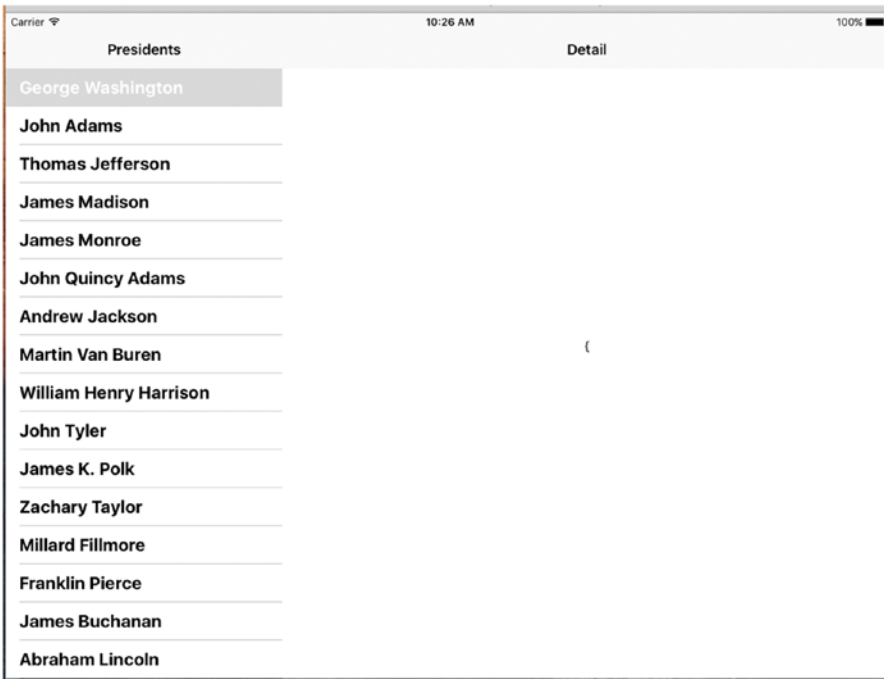 Carrier 10:26 AM 100%
Presidents Detail
George Washington
John Adams
Thomas Jefferson
James Madison
James Monroe
John Quincy Adams
Andrew Jackson
Martin Van Buren
{
William Henry Harrison
John Tyler
James K. Polk
Zachary Taylor
Millard Fillmore
Franklin Pierce
James Buchanan
Abraham Lincoln